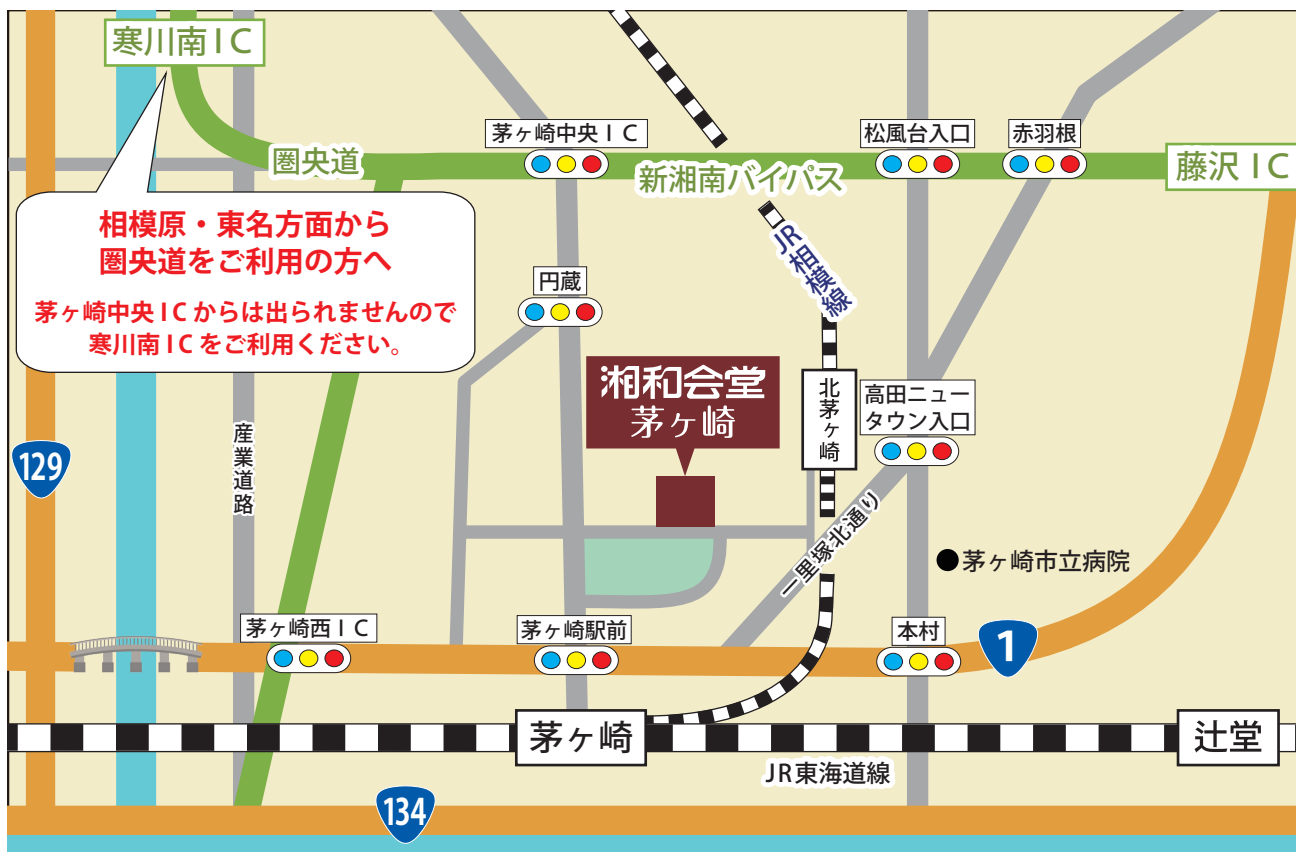 寒川南IC
圏央道
茅ヶ崎中央IC
新湘南バイパス
松風台入口
赤羽根
藤沢IC
相模原・東名方面から
圏央道をご利用の方へ
茅ヶ崎中央ICからは出られませんので
寒川南ICをご利用ください。
JR相模線
円蔵
湘和会堂
茅ヶ崎
北茅ヶ崎
高田ニュー
タウン入口
129
産業道路
一里塚北通り
茅ヶ崎市立病院
茅ヶ崎西IC
茅ヶ崎駅前
本村
1
茅ヶ崎
辻堂
JR東海道線
134